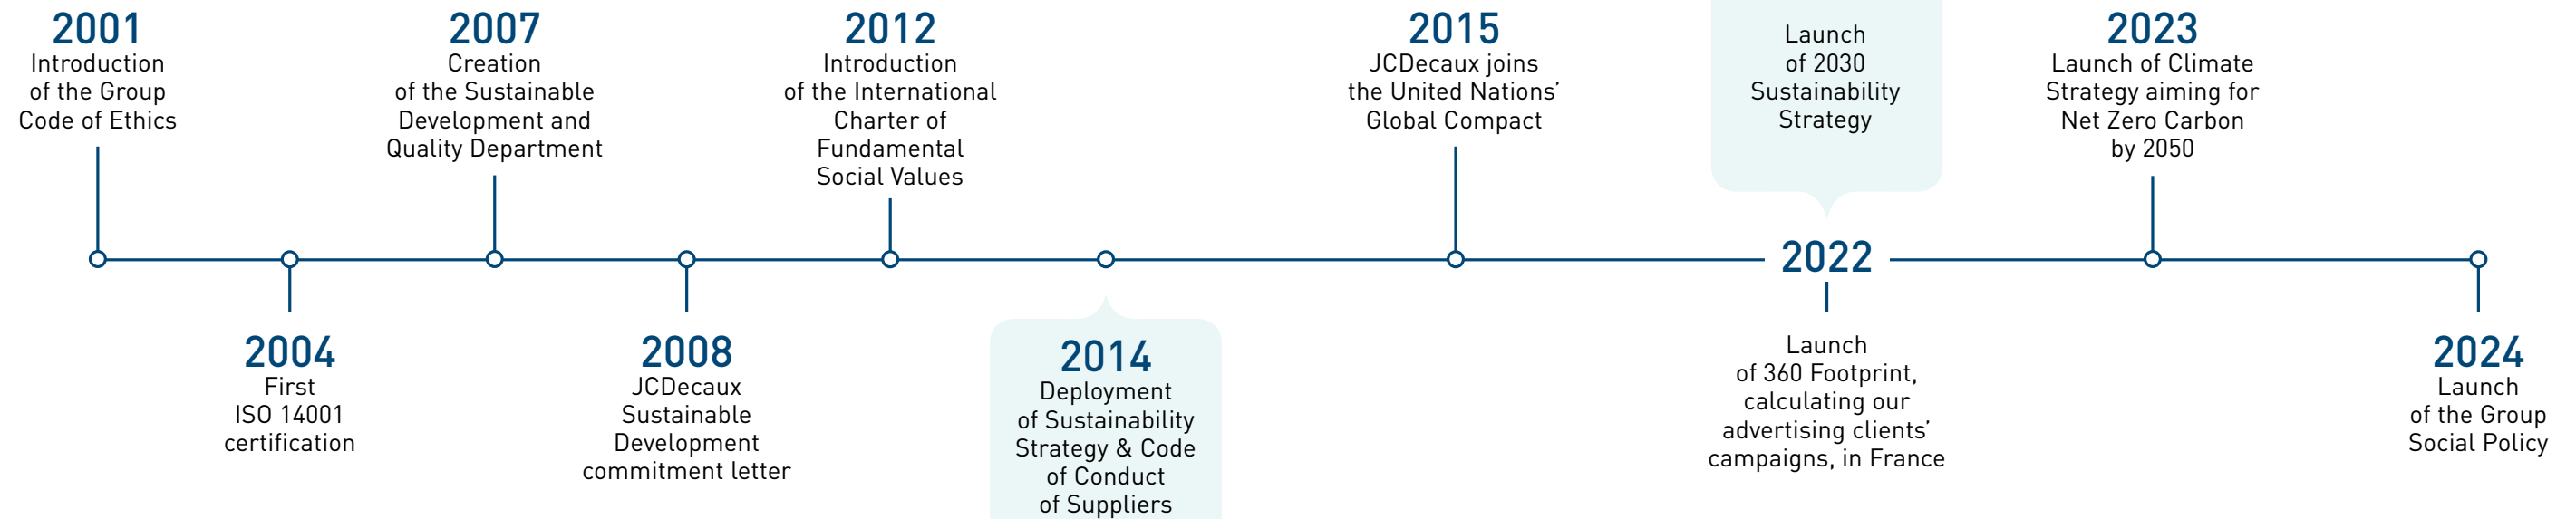 2001
Introduction
of the Group
Code of Ethics
2004
First
ISO 14001
certification
2007
Creation
of the Sustainable
Development and
Quality Department
2008
JCDecaux
Sustainable
Development
commitment letter
2012
Introduction
of the International
Charter of
Fundamental
Social Values
2014
Deployment
of Sustainability
Strategy & Code
of Conduct
of Suppliers
2015
JCDecaux joins
the United Nations’
Global Compact
Launch
of 2030
Sustainability
Strategy
2022
Launch
of 360 Footprint,
calculating our
advertising clients’
campaigns, in France
2023
Launch of Climate
Strategy aiming for
Net Zero Carbon
by 2050
2024
Launch
of the Group
Social Policy